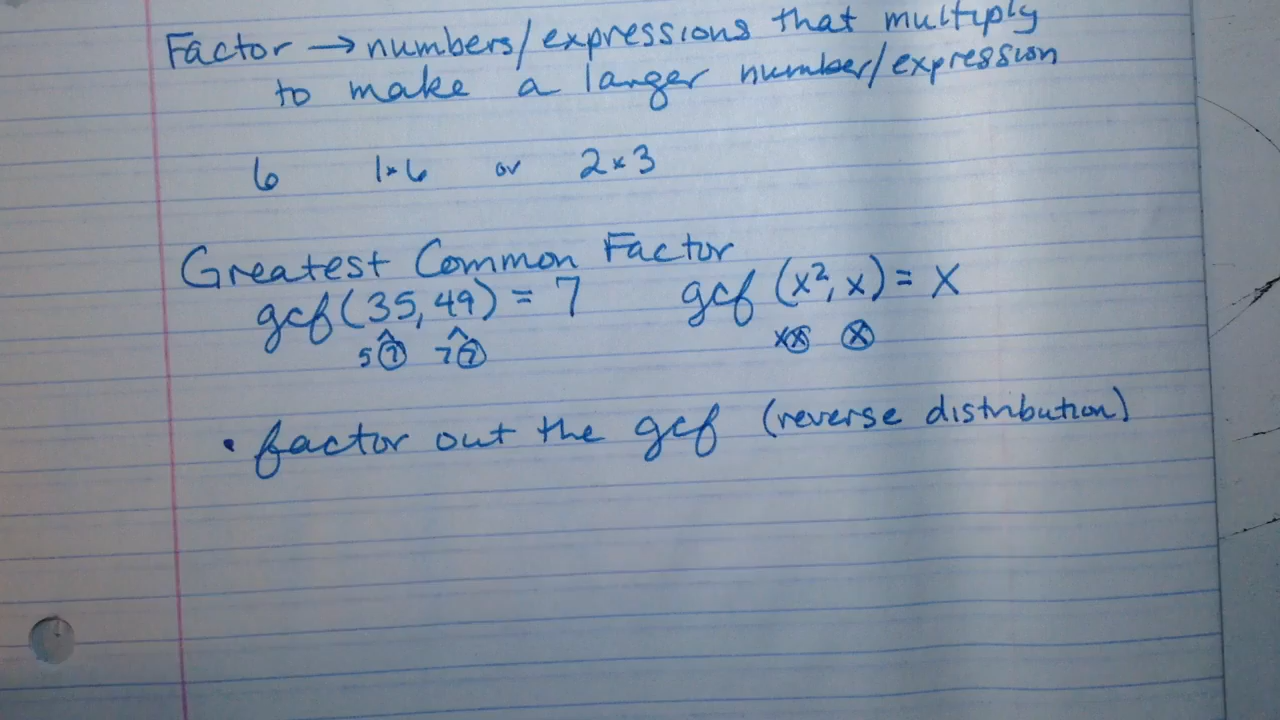 Factor → numbers/expressions that multiply
to make a larger number/expression
6 1×6 or 2×3
Greatest Common Factor
gcf(35,49) = 7 gcf (x², x) = x
5 7 7 7 x x x
• factor out the gcf (reverse distribution)